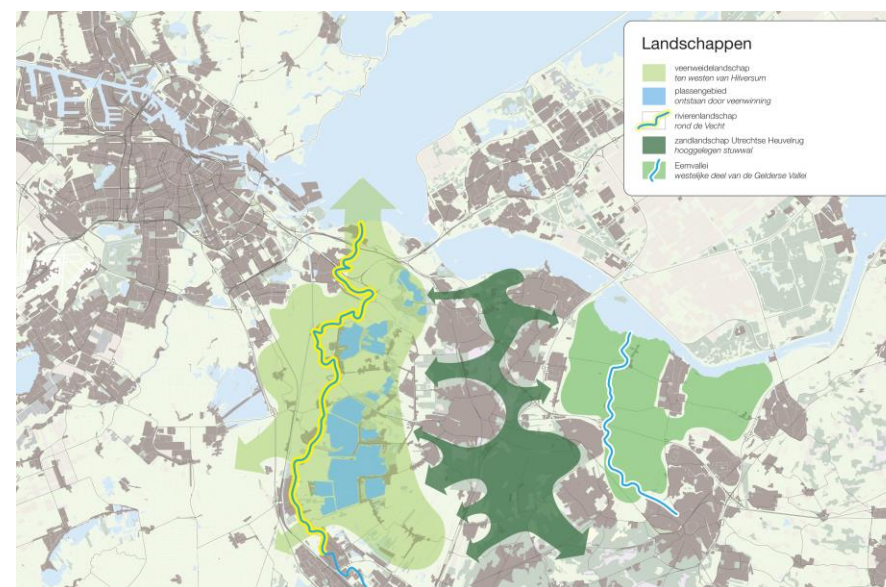 Landschappen
veenweidelandschap
ten westen van Hilversum
plassengebied
ontstaan door veenwinning
rivierenlandschap
rond de Vecht
zandlandschap Utrechtse Heuvelrug
hooggelegen stuwwal
Eemvallei
westelijke deel van de Gelderse Vallei